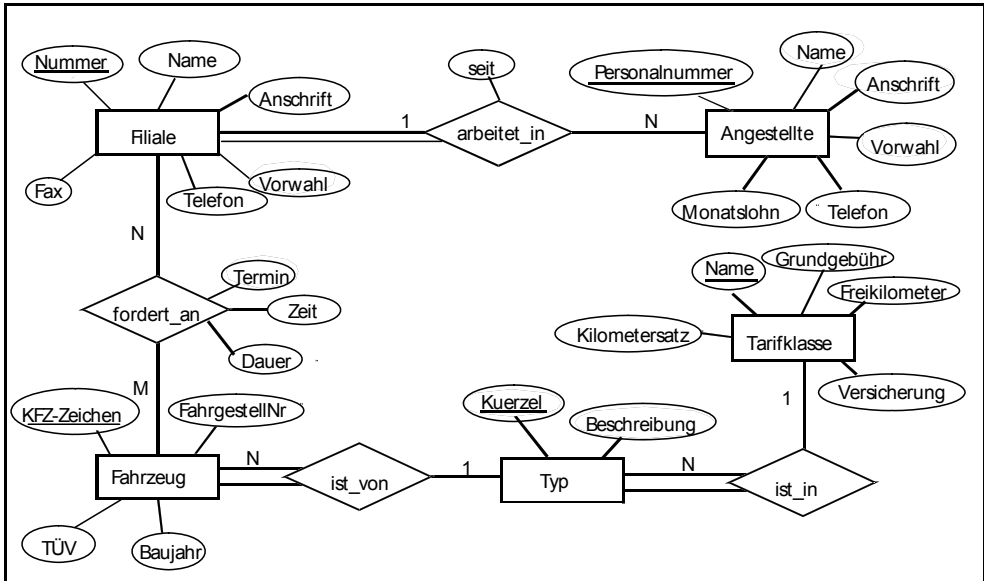 Nummer
Name
Anschrift
Filiale
Fax
Telefon
Vorwahl
1
seit
arbeitet_in
N
Personalnummer
Name
Anschrift
Angestellte
Vorwahl
Monatslohn
Telefon
N
Termin
fordert_an
Zeit
Dauer
M
Name
Grundgebühr
Freikilometer
Kilometersatz
Tarifklasse
Versicherung
1
KFZ-Zeichen
FahrgestellNr
Fahrzeug
TÜV
Baujahr
N
ist_von
1
Kuerzel
Beschreibung
Typ
N
ist_in